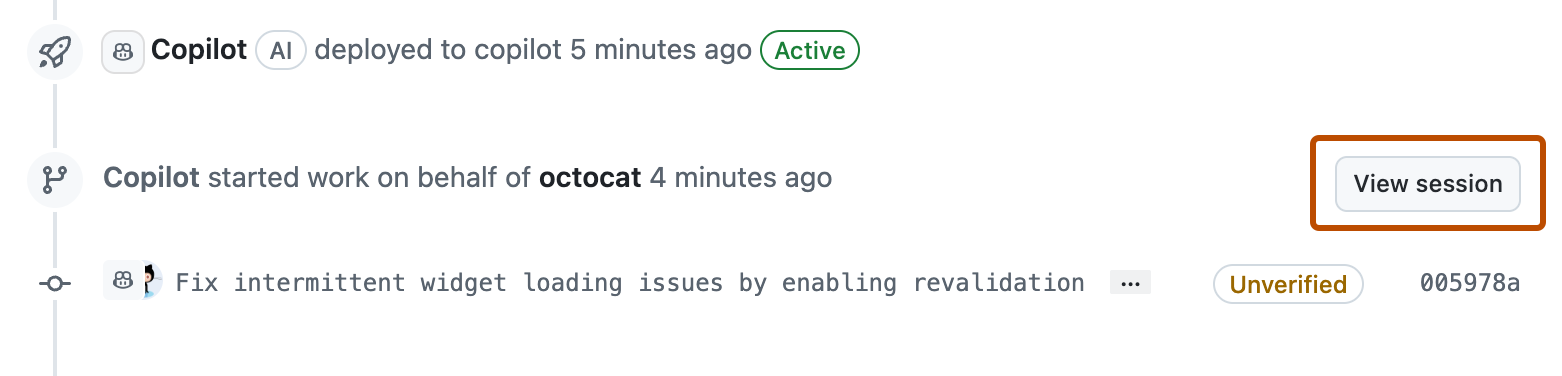 Copilot AI deployed to copilot 5 minutes ago Active
Copilot started work on behalf of octocat 4 minutes ago View session
Fix intermittent widget loading issues by enabling revalidation ... Unverified 005978a